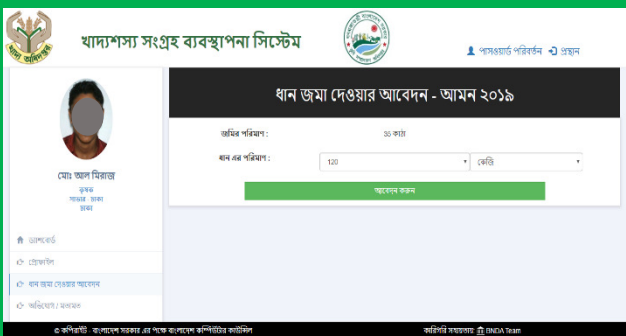 খাদ্যশস্য সংগ্রহ ব্যবস্থাপনা সিস্টেম
পাসওয়ার্ড পরিবর্তন প্রস্থান
ধান জমা দেওয়ার আবেদন - আমন ২০১৯
জমির পরিমাণ :
35 কাঠা
ধান এর পরিমাণ :
120
কেজি
আবেদন করুন
মোঃ আল মিরাজ
কৃষক
সাভার ঢাকা
ঢাকা
ড্যাশবোর্ড
প্রোফাইল
ধান জমা দেওয়ার আবেদন
অভিযোগ / মতামত
© কপিরাইট - বাংলাদেশ সরকার এর পক্ষে বাংলাদেশ কম্পিউটার কাউন্সিল
কারিগরি সহায়তায় BNDA Team